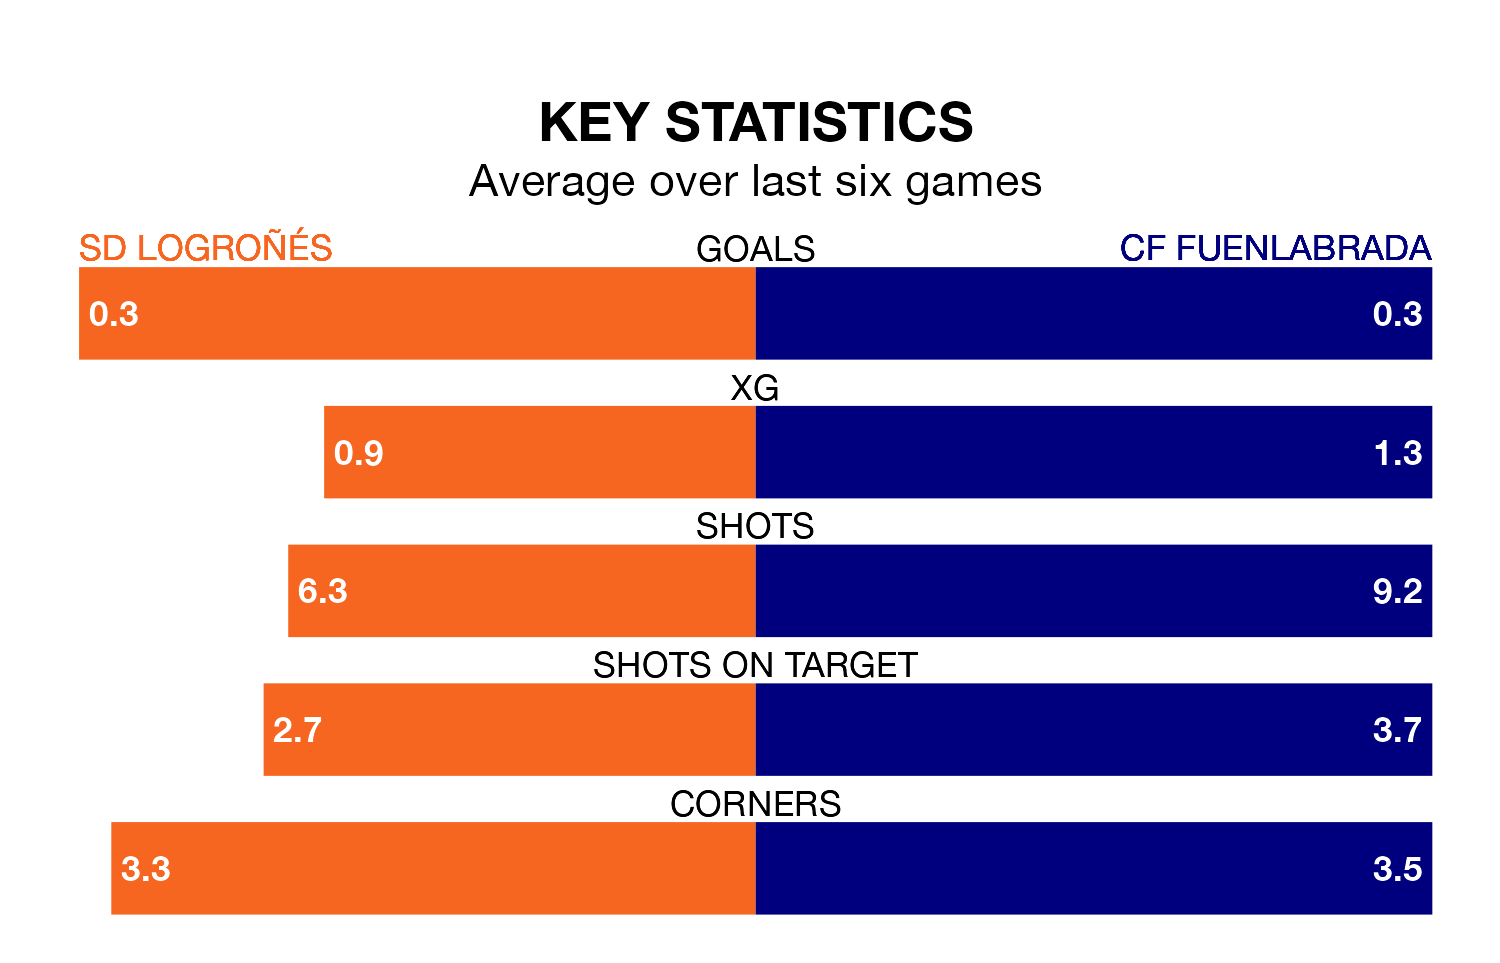 KEY STATISTICS
Average over last six games
SD LOGROÑÉS GOALS CF FUENLABRADA
0.3 0.3
XG
0.9 1.3
SHOTS
6.3 9.2
SHOTS ON TARGET
2.7 3.7
CORNERS
3.3 3.5